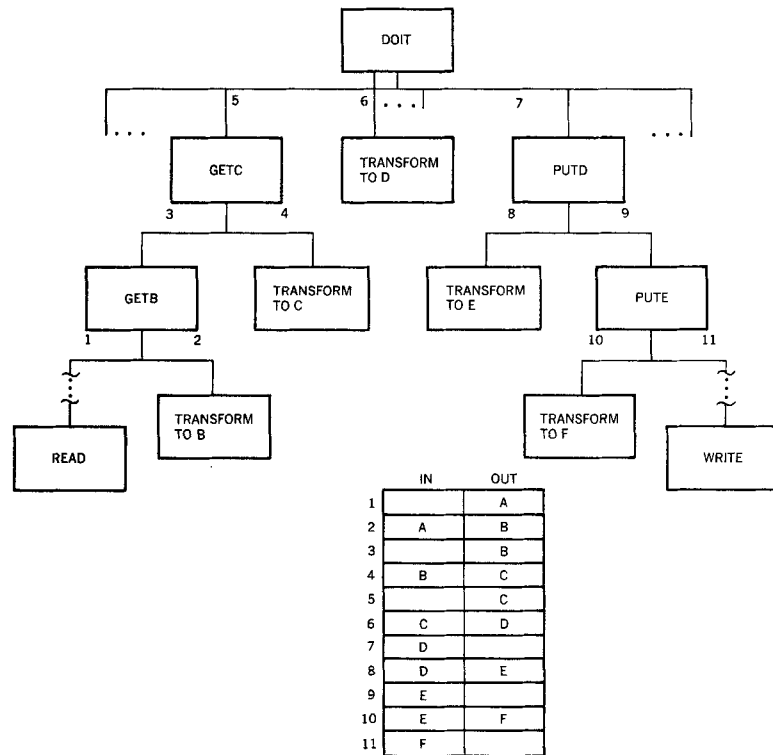 DOIT
5
6
7
GETC
TRANSFORM
TO D
PUTD
3
4
8
9
GETB
TRANSFORM
TO C
TRANSFORM
TO E
PUTE
1
2
10
11
READ
TRANSFORM
TO B
TRANSFORM
TO F
WRITE
IN OUT
1 A
2 A B
3 B
4 B C
5 C
6 C D
7 D
8 D E
9 E
10 E F
11 F